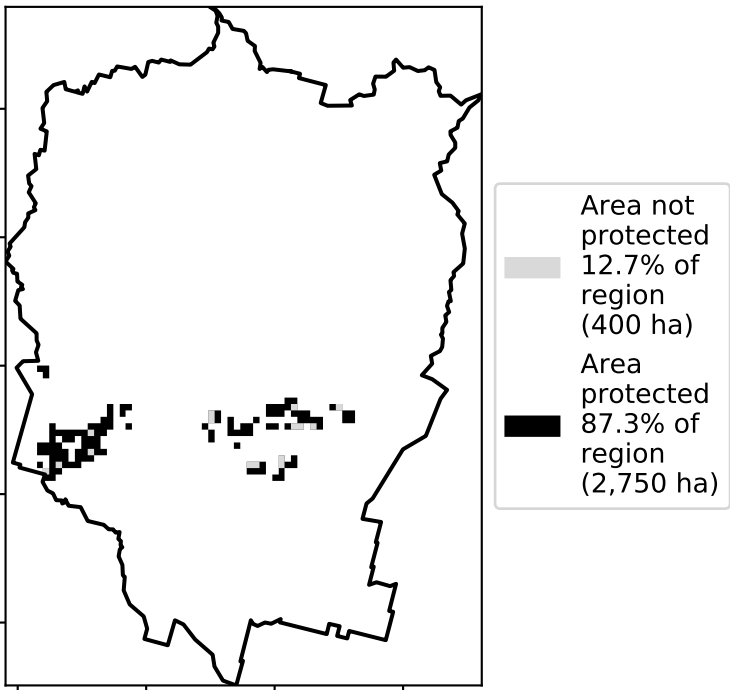 Area not
protected
12.7% of
region
(400 ha)
Area
protected
87.3% of
region
(2,750 ha)